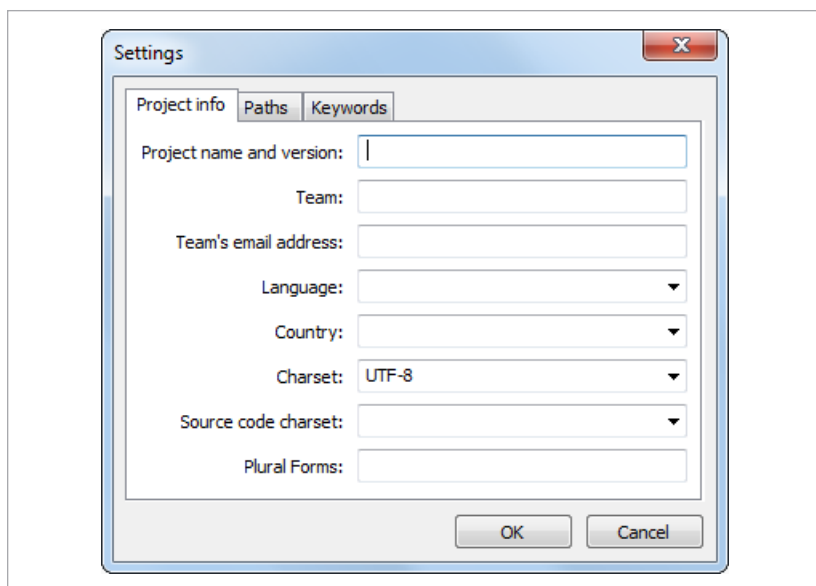 Settings
Project info Paths Keywords
Project name and version:
Team:
Team's email address:
Language:
Country:
Charset: UTF-8
Source code charset:
Plural Forms:
OK Cancel